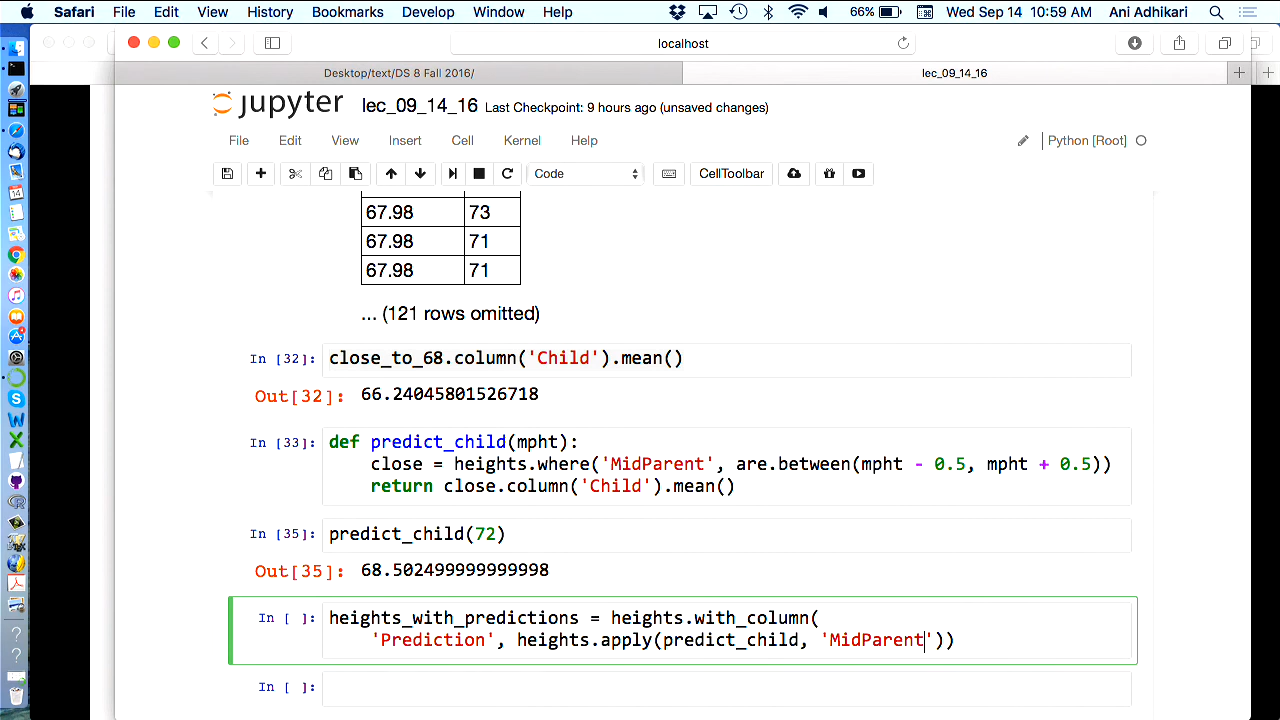 Safari File Edit View History Bookmarks Develop Window Help 66% Wed Sep 14 10:59 AM Ani Adhikari
localhost
Desktop/text/DS 8 Fall 2016/ lec_09_14_16
jupyter lec_09_14_16 Last Checkpoint: 9 hours ago (unsaved changes)
File Edit View Insert Cell Kernel Help Python [Root]
Code CellToolbar
67.98 73
67.98 71
67.98 71
... (121 rows omitted)
In [32]: close_to_68.column('Child').mean()
Out[32]: 66.24045801526718
In [33]: def predict_child(mpht):
close = heights.where('MidParent', are.between(mpht - 0.5, mpht + 0.5))
return close.column('Child').mean()
In [35]: predict_child(72)
Out[35]: 68.502499999999998
In [ ]: heights_with_predictions = heights.with_column(
'Prediction', heights.apply(predict_child, 'MidParent'))
In [ ]: